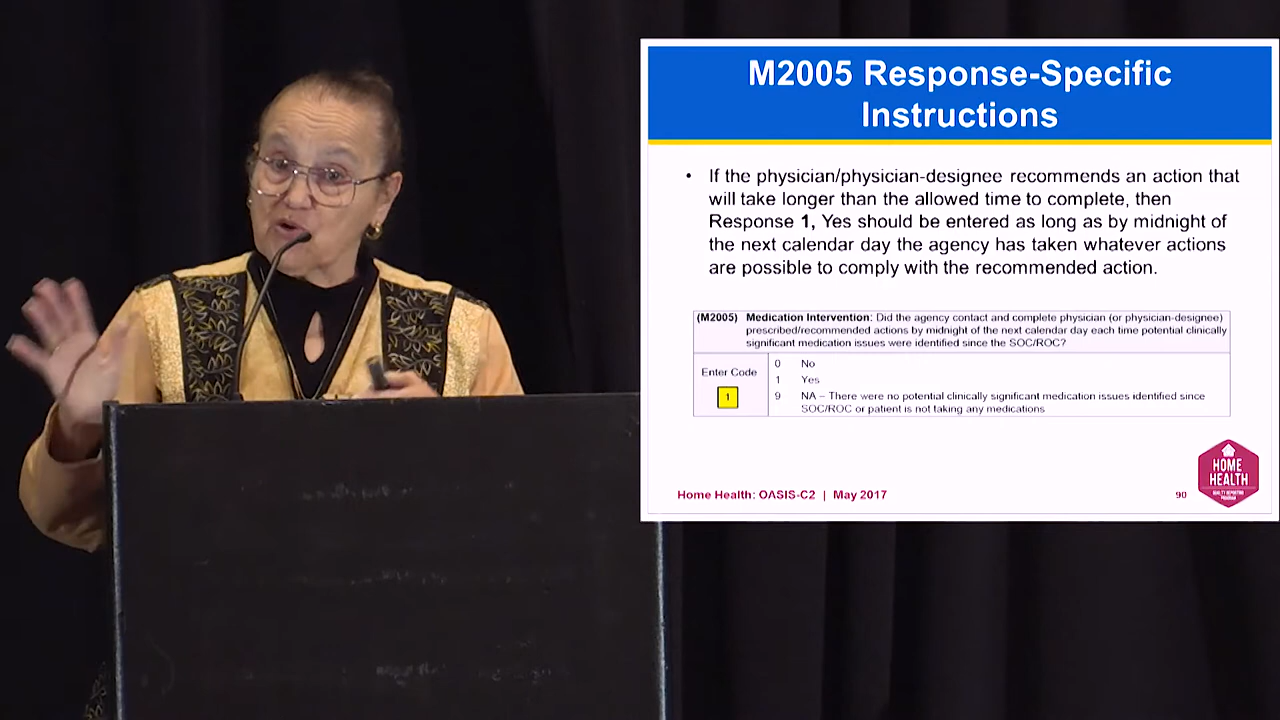 M2005 Response-Specific
Instructions
• If the physician/physician-designee recommends an action that
will take longer than the allowed time to complete, then
Response 1, Yes should be entered as long as by midnight of
the next calendar day the agency has taken whatever actions
are possible to comply with the recommended action.
(M2005) Medication Intervention: Did the agency contact and complete physician (or physician-designee)
prescribed/recommended actions by midnight of the next calendar day each time potential clinically
significant medication issues were identified since the SOC/ROC?
Enter Code
1
0 No
1 Yes
9 NA – There were no potential clinically significant medication issues identified since
SOC/ROC or patient is not taking any medications
HOME
HEALTH
QUALITY REPORTING
PROGRAM
Home Health: OASIS-C2 | May 2017
90